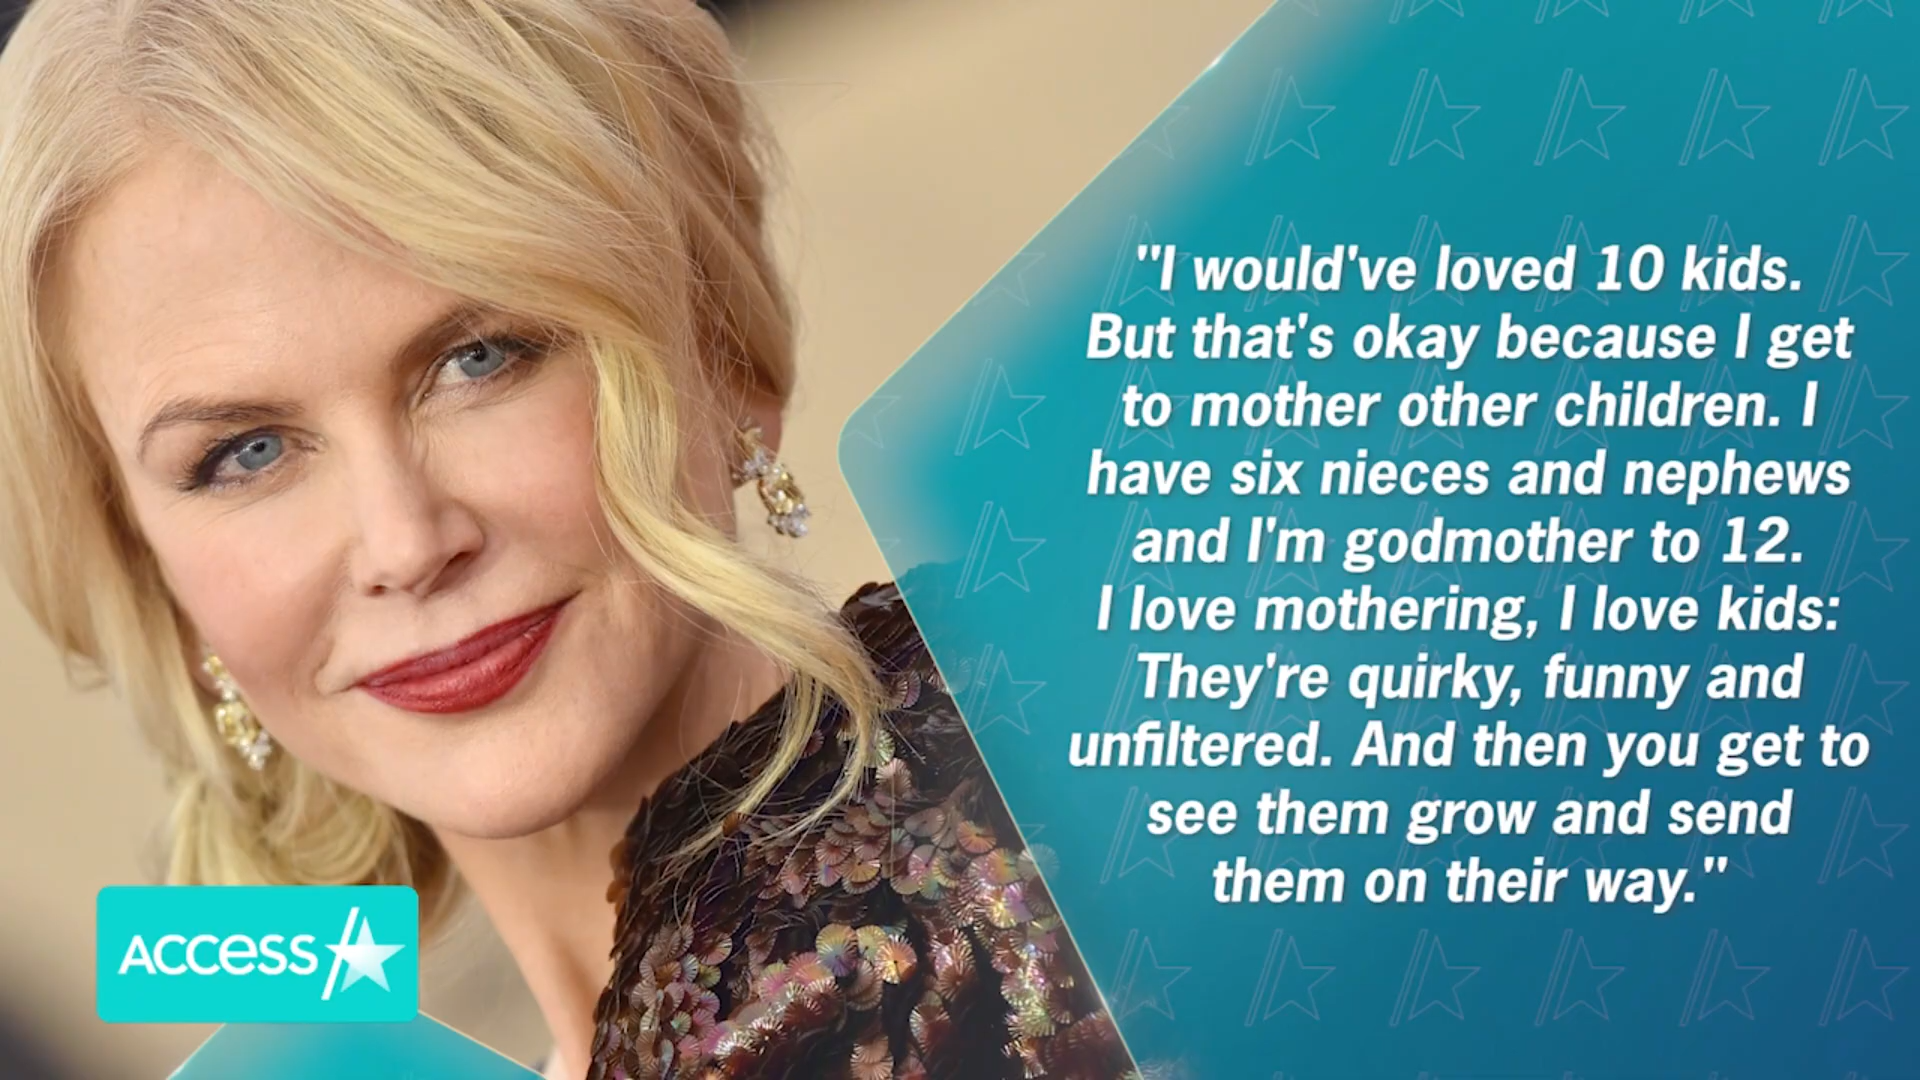 "I would've loved 10 kids.
But that's okay because I get
to mother other children. I
have six nieces and nephews
and I'm godmother to 12.
I love mothering, I love kids:
They're quirky, funny and
unfiltered. And then you get to
see them grow and send
them on their way."
ACCESS